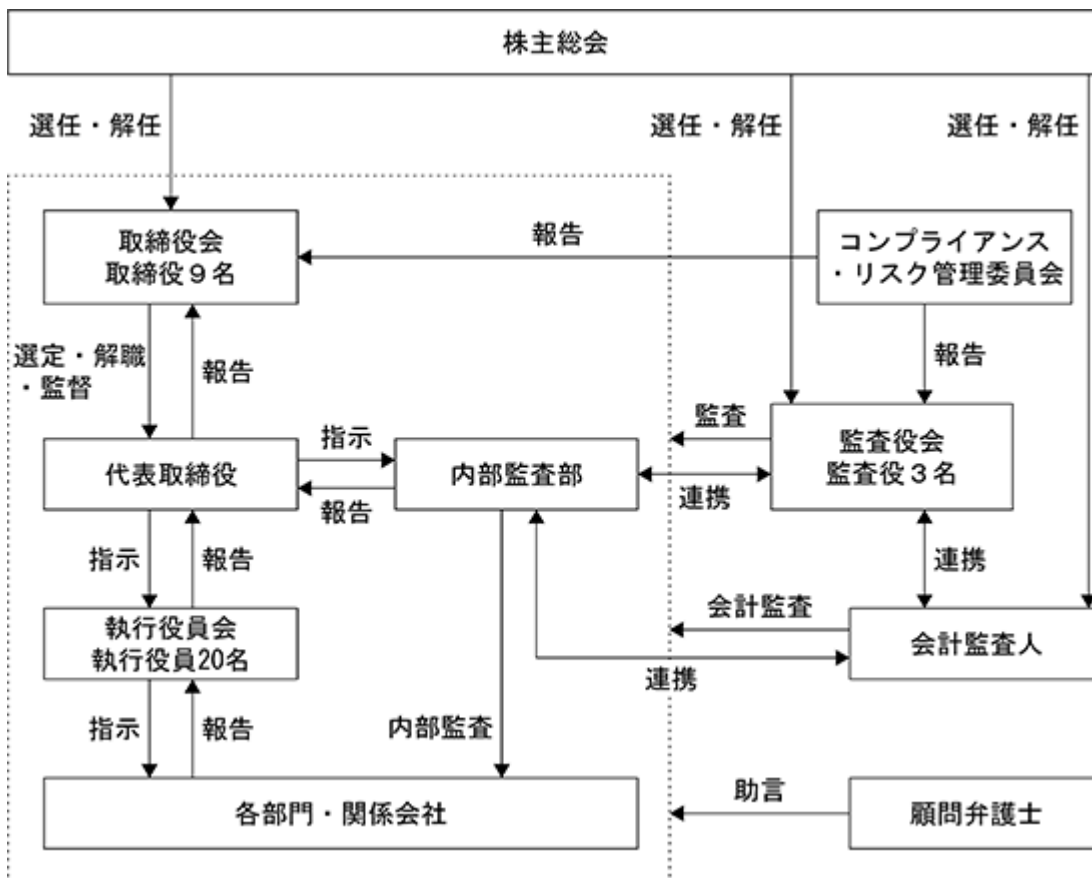 株主総会
選任・解任
選任・解任
選任・解任
取締役会
取締役９名
報告
コンプライアンス
・リスク管理委員会
選定・解職
・監督
報告
報告
監査
監査役会
監査役３名
指示
代表取締役
内部監査部
報告
連携
指示
報告
連携
会計監査
執行役員会
執行役員20名
会計監査人
連携
指示
報告
内部監査
助言
各部門・関係会社
顧問弁護士